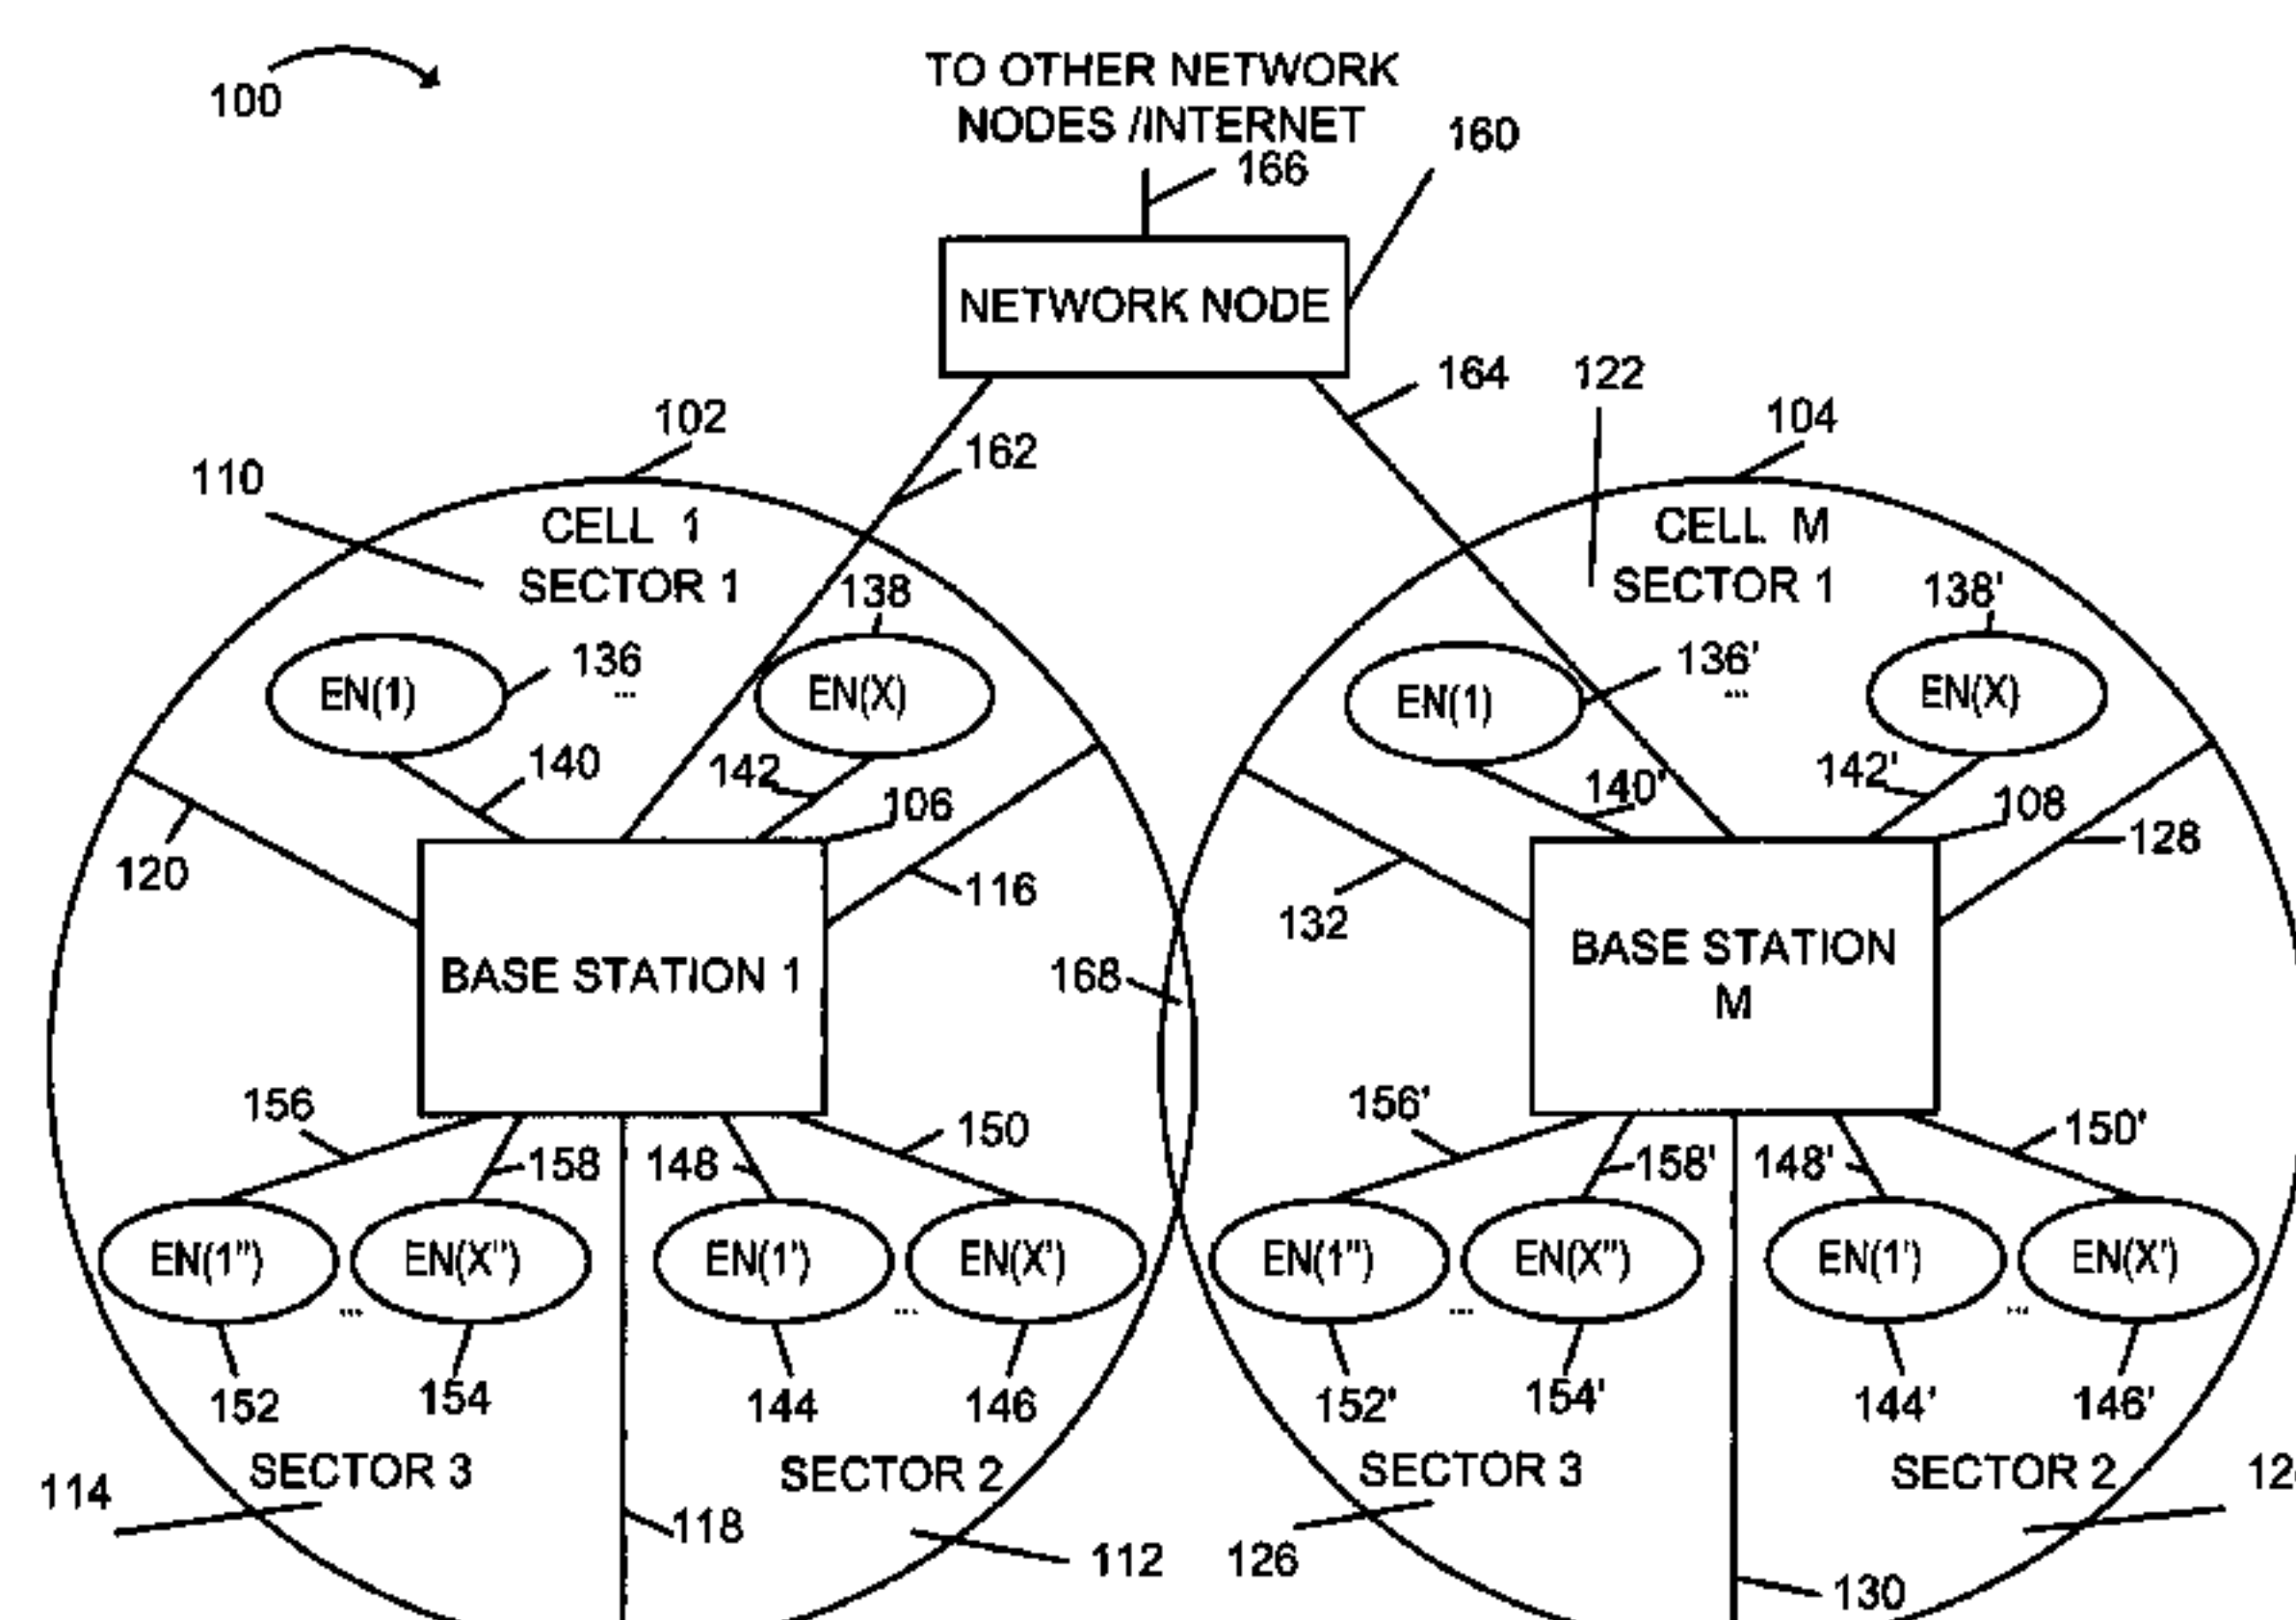 100
TO OTHER NETWORK
NODES /INTERNET
166
160
NETWORK NODE
164
122
102
104
162
110
CELL 1
SECTOR 1
CELL M
SECTOR 1
138
138'
136
136'
...
...
EN(1)
EN(X)
EN(1)
EN(X)
140
142
140'
142'
106
108
120
116
132
128
BASE STATION 1
BASE STATION
M
168
156
158
148
150
156'
158'
148'
150'
EN(1'')
...
EN(X'')
EN(1')
...
EN(X')
EN(1'')
...
EN(X'')
EN(1')
...
EN(X')
152
154
144
146
152'
154'
144'
146'
SECTOR 3
SECTOR 2
SECTOR 3
SECTOR 2
114
118
112
126
130